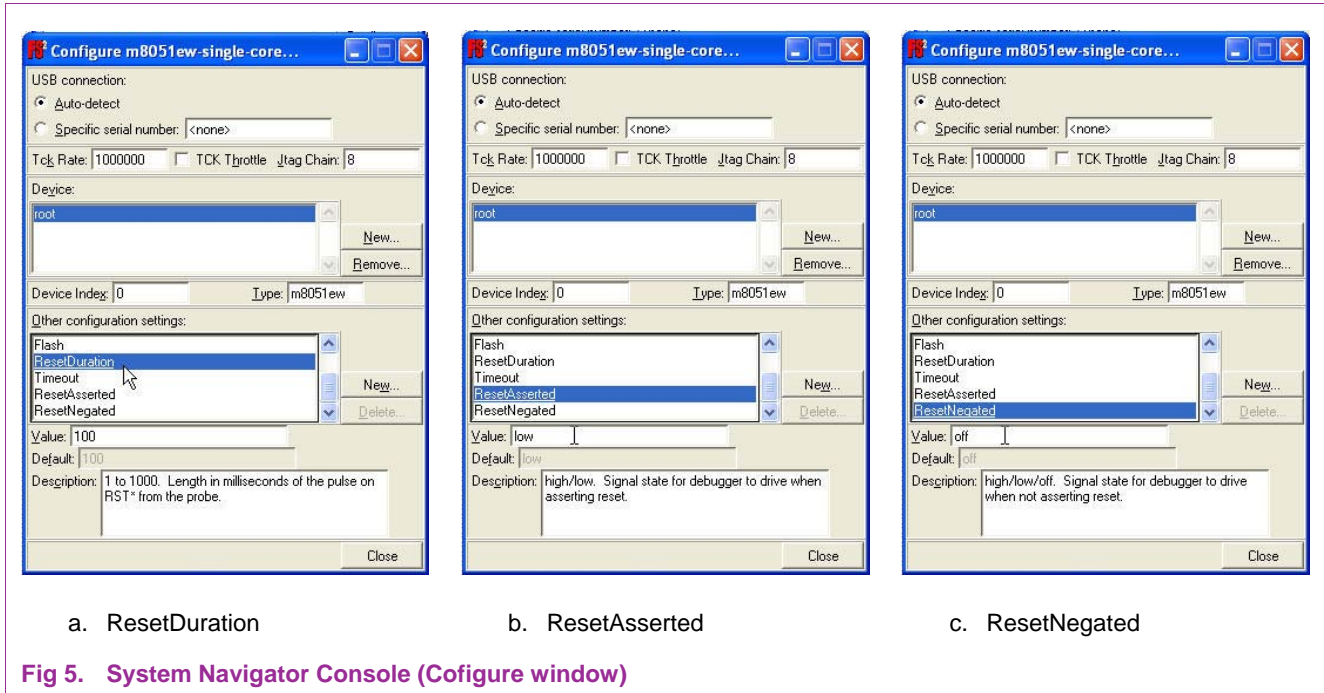 FS² Configure m8051ew-single-core...
USB connection:
Auto-detect
Specific serial number: <none>
Tck Rate: 1000000 TCK Throttle Jtag Chain: 8
Device:
root
New...
Remove...
Device Index: 0 Type: m8051ew
Other configuration settings:
Flash
ResetDuration
Timeout
ResetAsserted
ResetNegated
New...
Delete...
Value: 100
Default: 100
Description: 1 to 1000. Length in milliseconds of the pulse on
RST* from the probe.
Close
FS² Configure m8051ew-single-core...
USB connection:
Auto-detect
Specific serial number: <none>
Tck Rate: 1000000 TCK Throttle Jtag Chain: 8
Device:
root
New...
Remove...
Device Index: 0 Type: m8051ew
Other configuration settings:
Flash
ResetDuration
Timeout
ResetAsserted
ResetNegated
New...
Delete...
Value: low
Default: low
Description: high/low. Signal state for debugger to drive when
asserting reset.
Close
FS² Configure m8051ew-single-core...
USB connection:
Auto-detect
Specific serial number: <none>
Tck Rate: 1000000 TCK Throttle Jtag Chain: 8
Device:
root
New...
Remove...
Device Index: 0 Type: m8051ew
Other configuration settings:
Flash
ResetDuration
Timeout
ResetAsserted
ResetNegated
New...
Delete...
Value: off
Default: off
Description: high/low/off. Signal state for debugger to drive
when not asserting reset.
Close
a. ResetDuration b. ResetAsserted c. ResetNegated
Fig 5. System Navigator Console (Cofigure window)